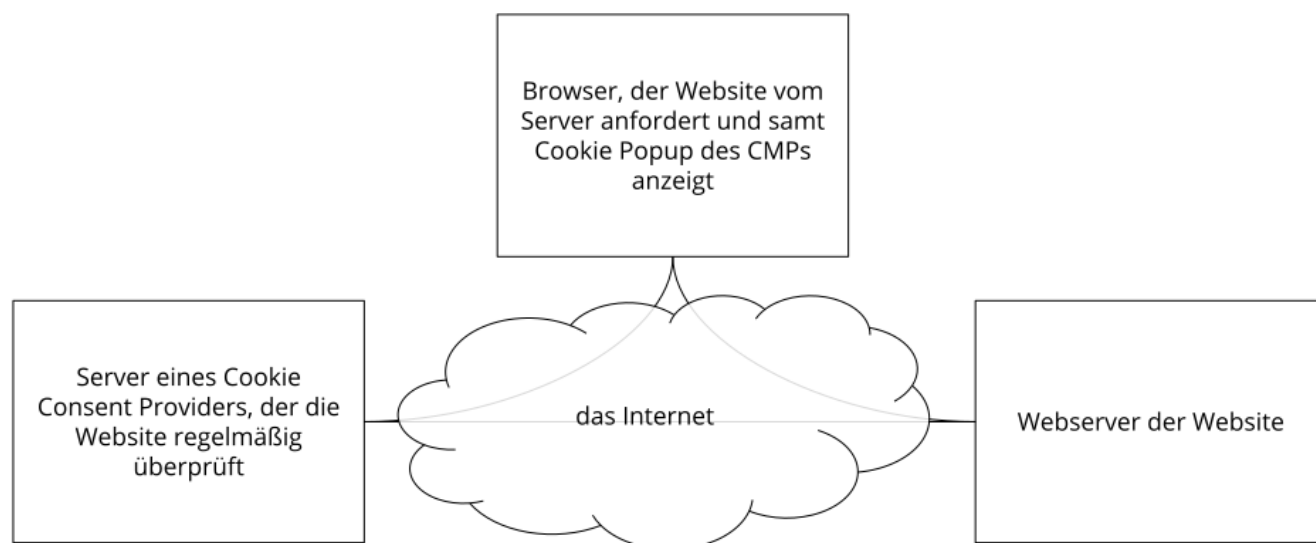 Browser, der Website vom
Server anfordert und samt
Cookie Popup des CMPs
anzeigt
Server eines Cookie
Consent Providers, der die
Website regelmäßig
überprüft
das Internet
Webserver der Website